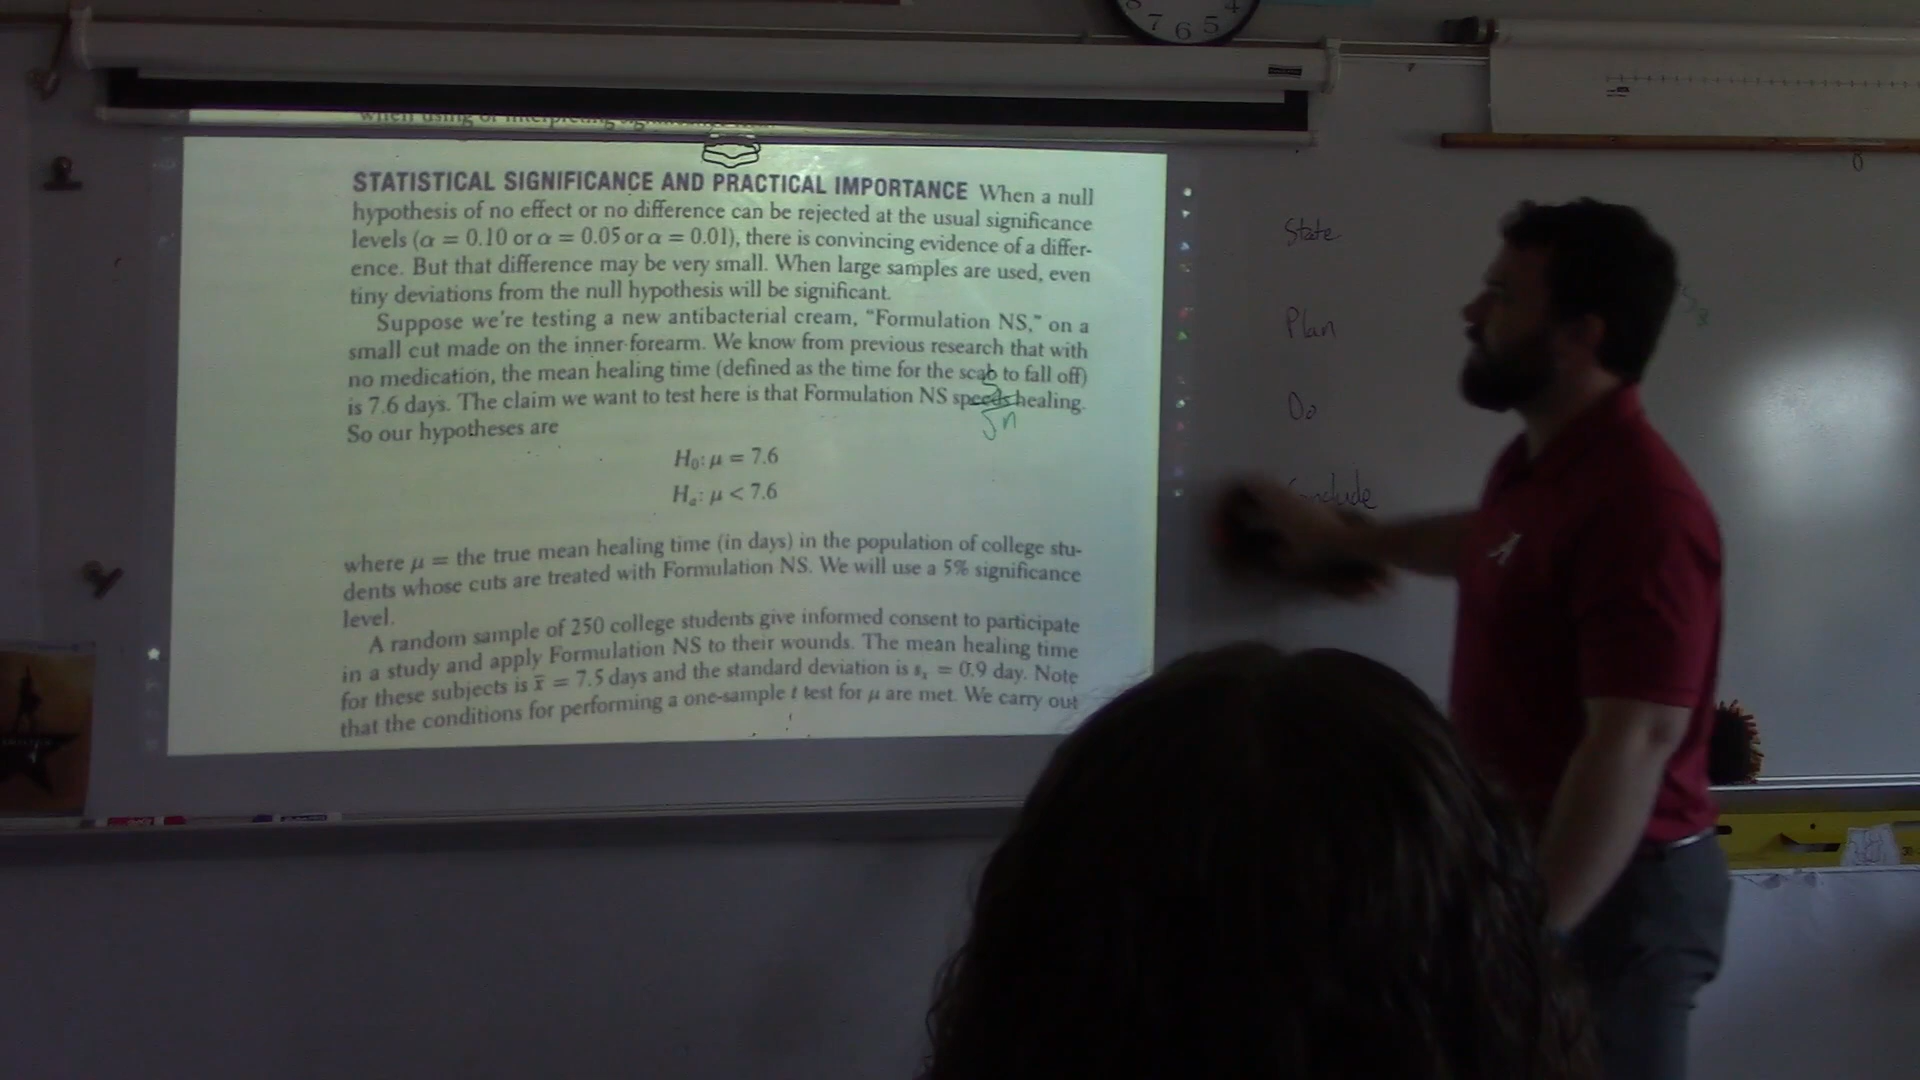 7 6 5 4
when using or interpreting
STATISTICAL SIGNIFICANCE AND PRACTICAL IMPORTANCE When a null
hypothesis of no effect or no difference can be rejected at the usual significance
levels (α = 0.10 or α = 0.05 or α = 0.01), there is convincing evidence of a differ-
ence. But that difference may be very small. When large samples are used, even
tiny deviations from the null hypothesis will be significant.
Suppose we're testing a new antibacterial cream, "Formulation NS," on a
small cut made on the inner forearm. We know from previous research that with
no medication, the mean healing time (defined as the time for the scab to fall off)
is 7.6 days. The claim we want to test here is that Formulation NS speeds healing.
So our hypotheses are
H₀: μ = 7.6
Hₐ: μ < 7.6
where μ = the true mean healing time (in days) in the population of college stu-
dents whose cuts are treated with Formulation NS. We will use a 5% significance
level.
A random sample of 250 college students give informed consent to participate
in a study and apply Formulation NS to their wounds. The mean healing time
for these subjects is x̄ = 7.5 days and the standard deviation is sₓ = 0.9 day. Note
that the conditions for performing a one-sample t test for μ are met. We carry out
State
Plan
Do
Conclude
A
30